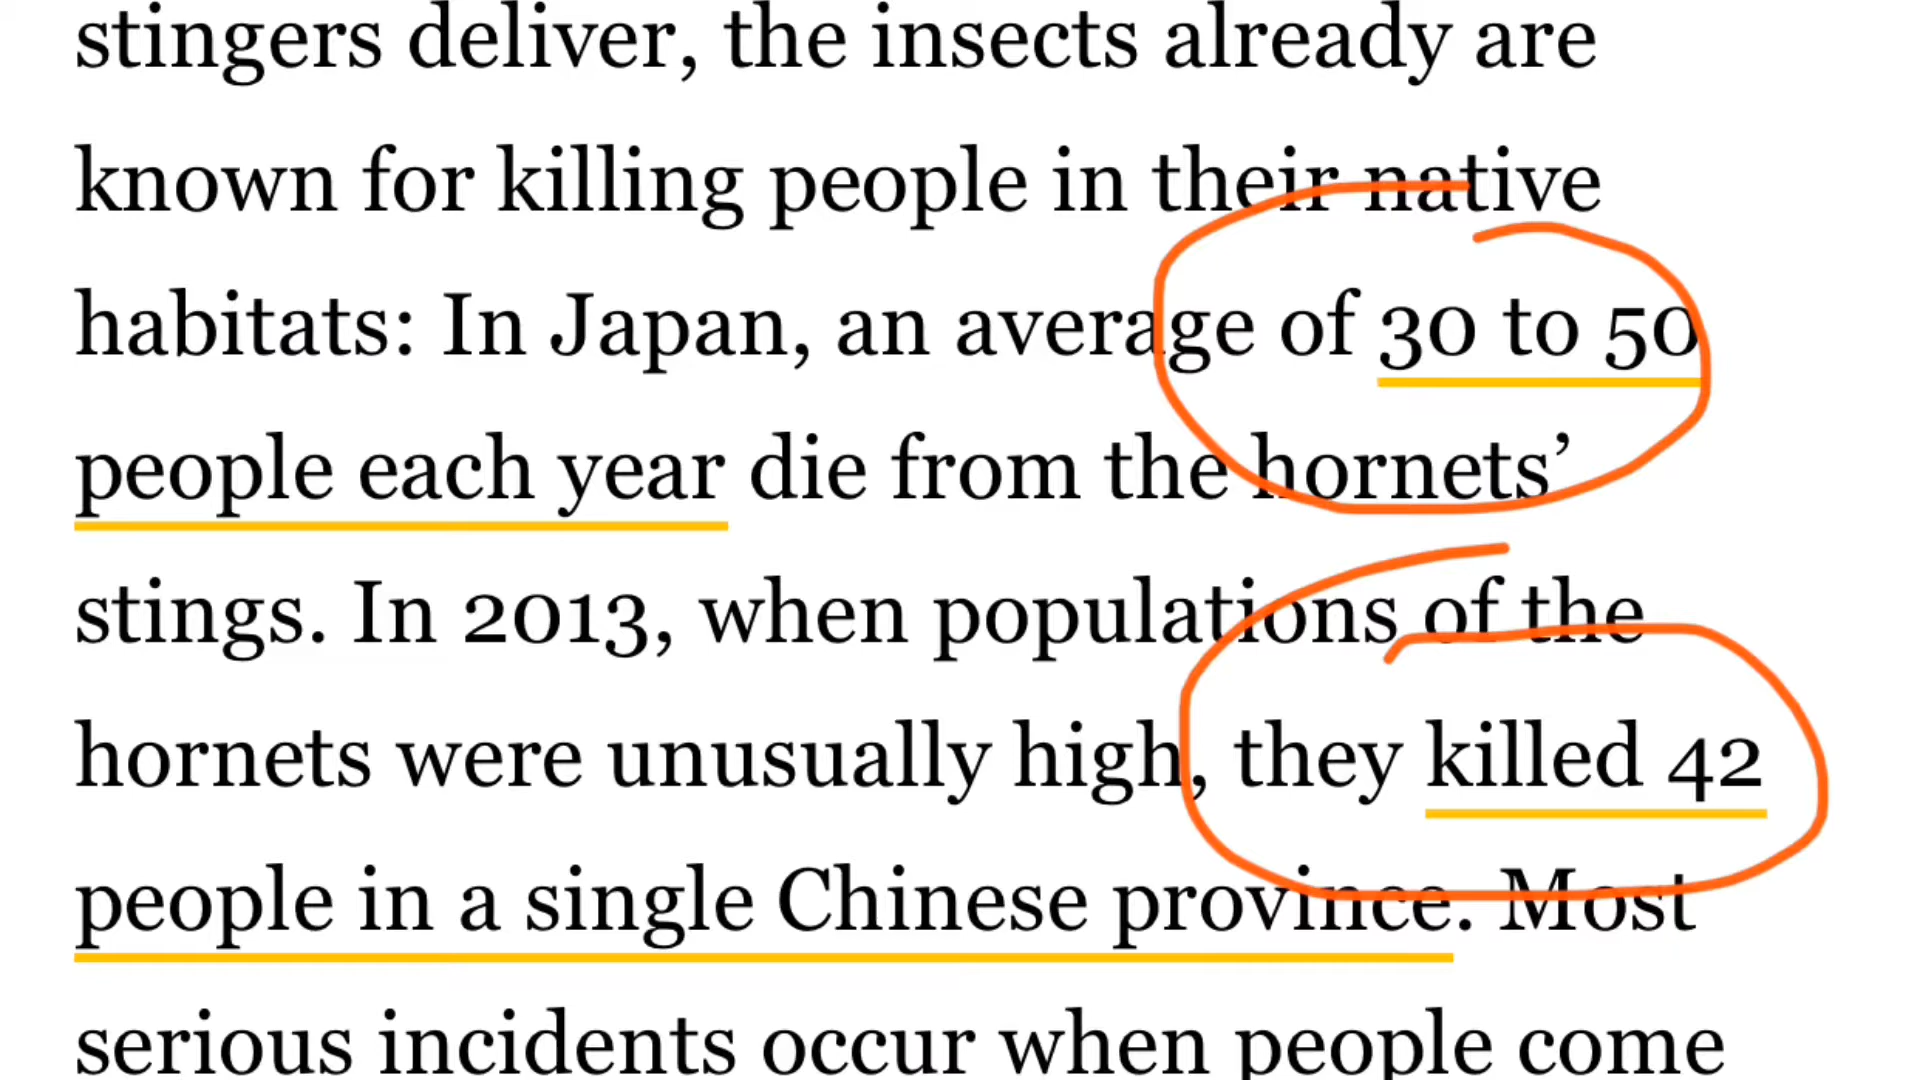 stingers deliver, the insects already are
known for killing people in their native
habitats: In Japan, an average of 30 to 50
people each year die from the hornets’
stings. In 2013, when populations of the
hornets were unusually high, they killed 42
people in a single Chinese province. Most
serious incidents occur when people come